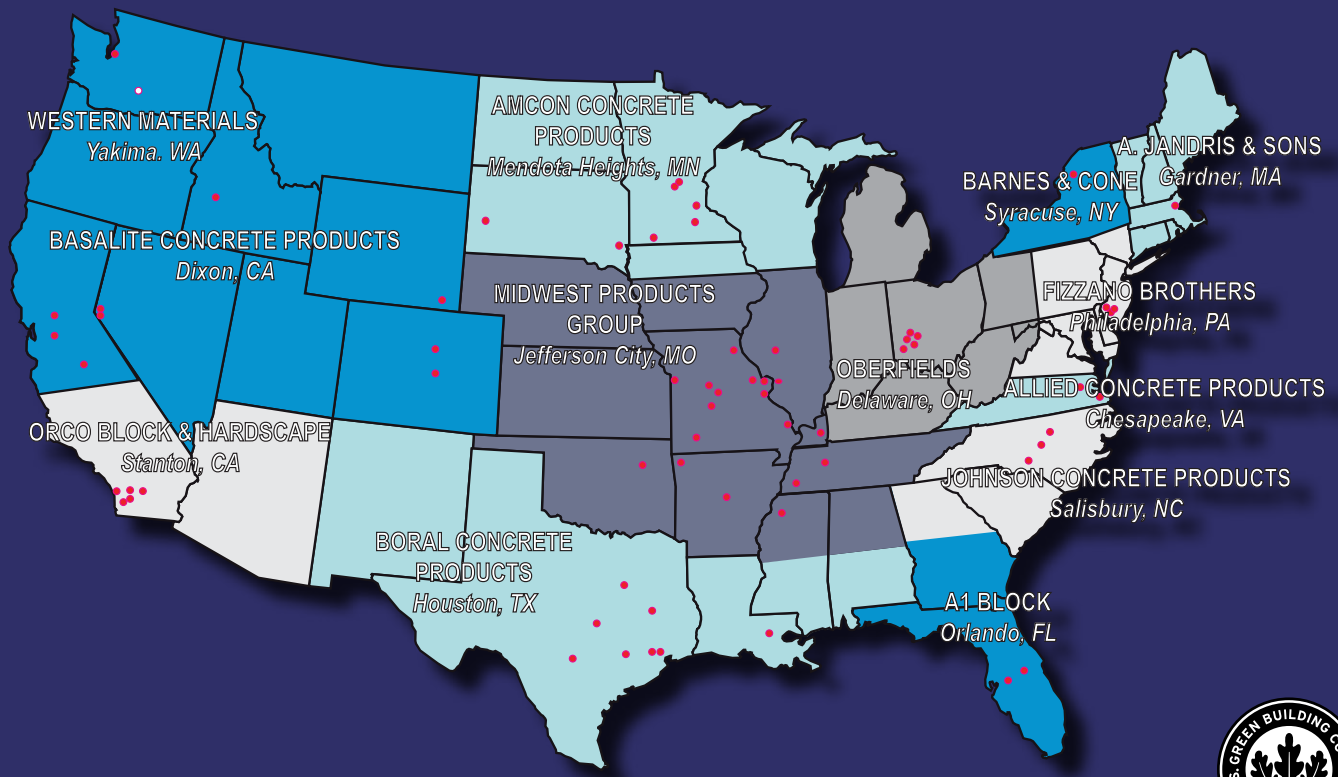 WESTERN MATERIALS
Yakima. WA
BASALITE CONCRETE PRODUCTS
Dixon, CA
ORCO BLOCK & HARDSCAPE
Stanton, CA
AMCON CONCRETE
PRODUCTS
Mendota Heights, MN
MIDWEST PRODUCTS
GROUP
Jefferson City, MO
BORAL CONCRETE
PRODUCTS
Houston, TX
OBERFIELDS
Delaware, OH
A. JANDRIS & SONS
Gardner, MA
BARNES & CONE
Syracuse, NY
FIZZANO BROTHERS
Philadelphia, PA
ALLIED CONCRETE PRODUCTS
Chesapeake, VA
JOHNSON CONCRETE PRODUCTS
Salisbury, NC
A1 BLOCK
Orlando, FL
S. GREEN BUILDING CO